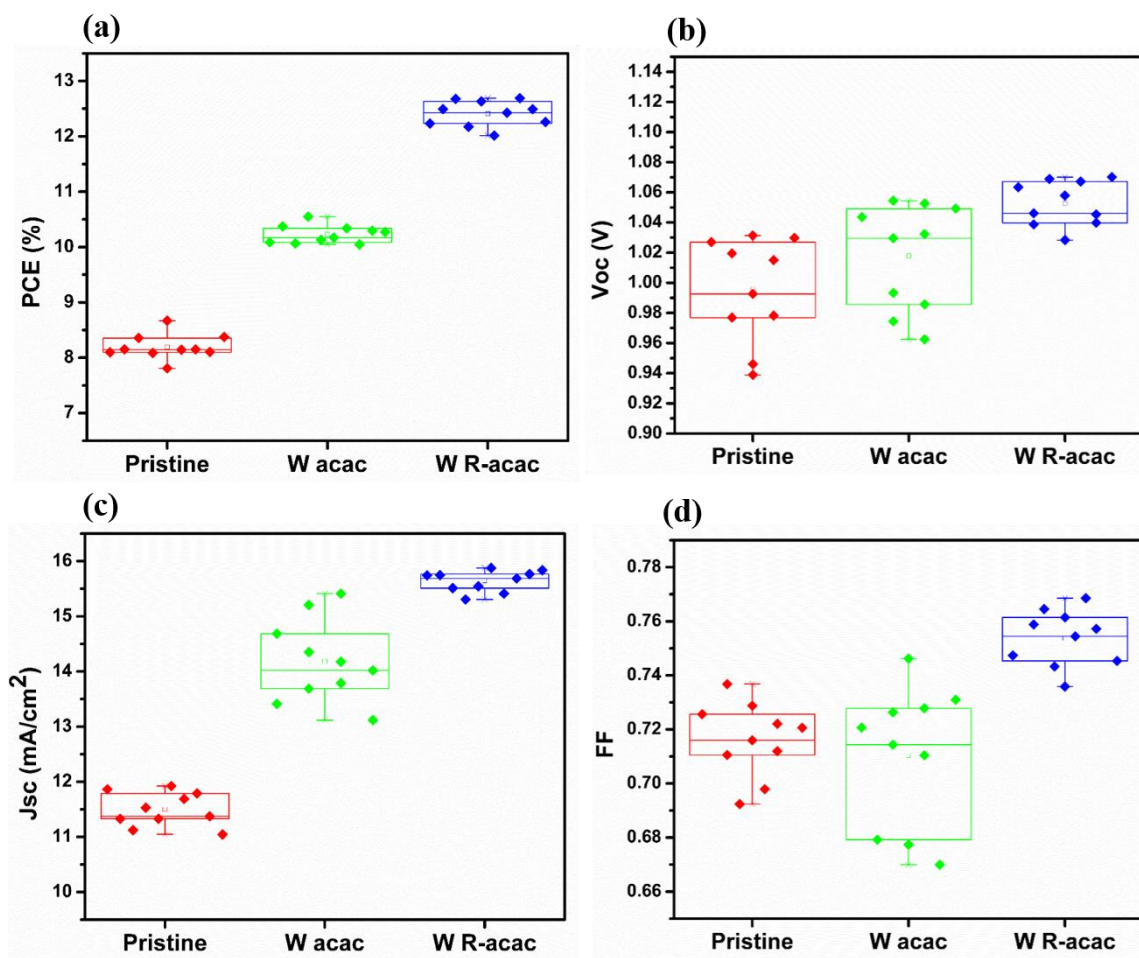 (a)
PCE (%)
13
12
11
10
9
8
7
Pristine W acac W R-acac
(b)
Voc (V)
1.14
1.12
1.10
1.08
1.06
1.04
1.02
1.00
0.98
0.96
0.94
0.92
0.90
Pristine W acac W R-acac
(c)
Jsc (mA/cm²)
16
15
14
13
12
11
10
Pristine W acac W R-acac
(d)
FF
0.78
0.76
0.74
0.72
0.70
0.68
0.66
Pristine W acac W R-acac